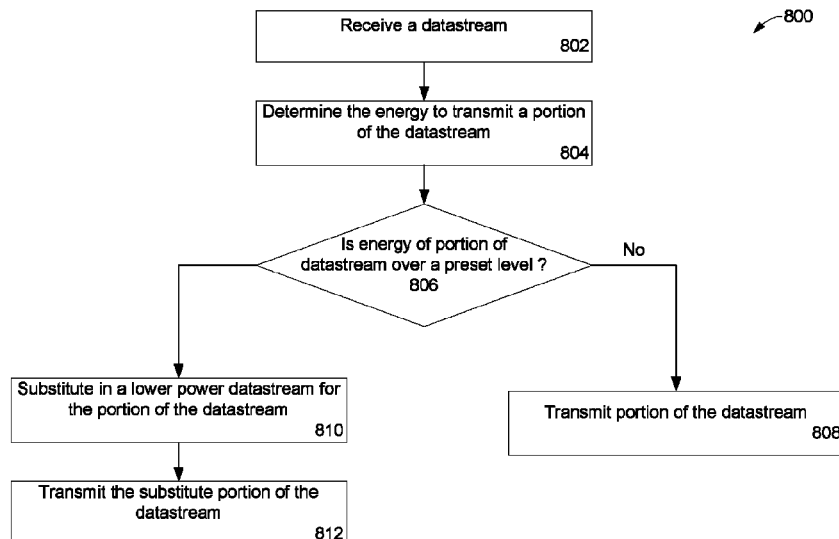 800
Receive a datastream
802
Determine the energy to transmit a portion
of the datastream
804
Is energy of portion of
datastream over a preset level ?
806
No
Substitute in a lower power datastream for
the portion of the datastream
810
Transmit portion of the datastream
808
Transmit the substitute portion of the
datastream
812